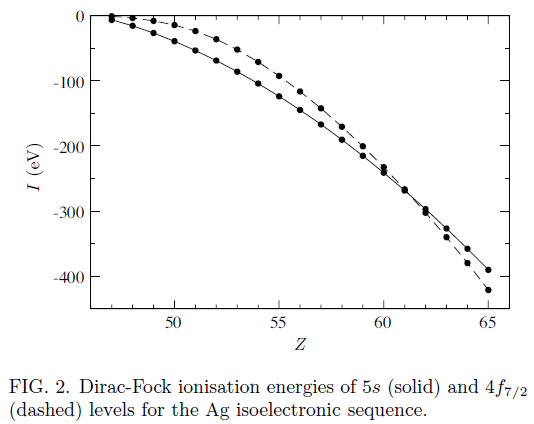 0
-100
-200
-300
-400
I (eV)
50
55
60
65
Z
FIG. 2. Dirac-Fock ionisation energies of 5s (solid) and 4f7/2
(dashed) levels for the Ag isoelectronic sequence.